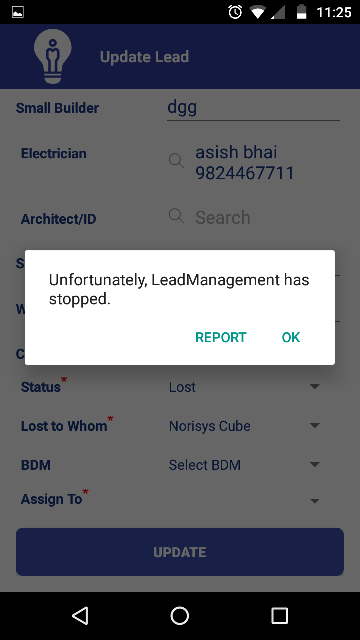 11:25
Update Lead
Small Builder dgg
Electrician asish bhai
9824467711
Architect/ID Search
S
Unfortunately, LeadManagement has
stopped.
W
REPORT OK
C
Status* Lost
Lost to Whom* Norisys Cube
BDM Select BDM
Assign To*
UPDATE